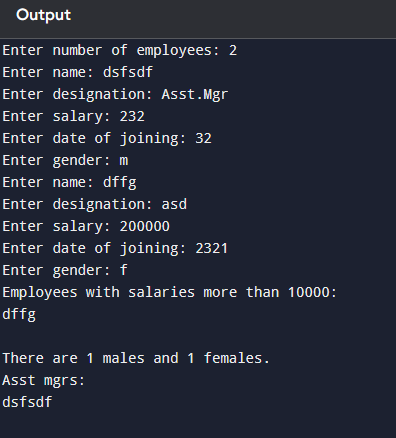 Output
Enter number of employees: 2
Enter name: dsfsdf
Enter designation: Asst.Mgr
Enter salary: 232
Enter date of joining: 32
Enter gender: m
Enter name: dffg
Enter designation: asd
Enter salary: 200000
Enter date of joining: 2321
Enter gender: f
Employees with salaries more than 10000:
dffg
There are 1 males and 1 females.
Asst mgrs:
dsfsdf